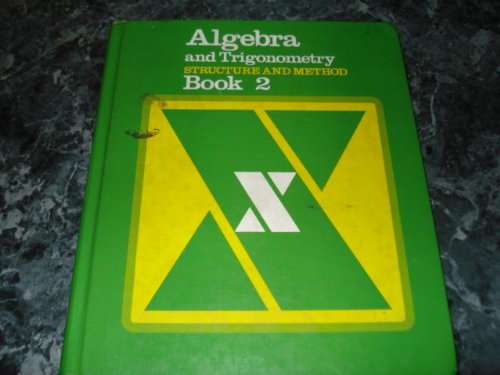 Algebra
and Trigonometry
STRUCTURE AND METHOD
Book 2